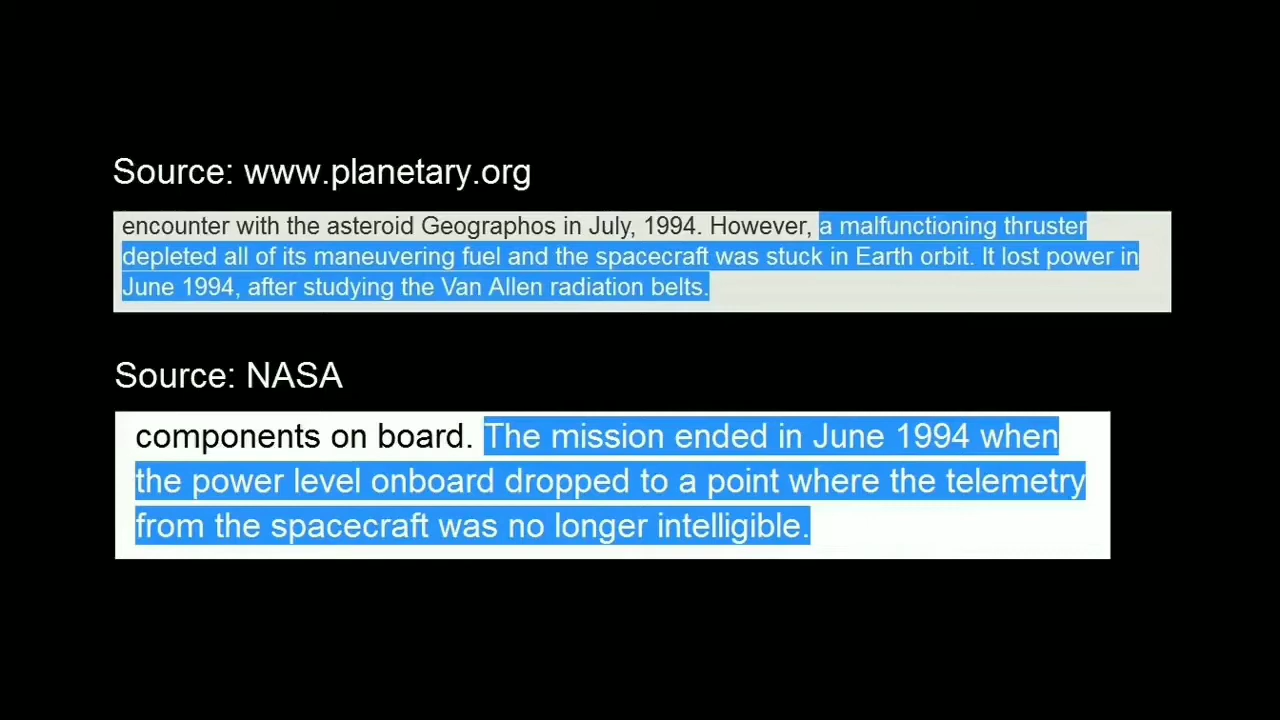 Source: www.planetary.org
encounter with the asteroid Geographos in July, 1994. However, a malfunctioning thruster
depleted all of its maneuvering fuel and the spacecraft was stuck in Earth orbit. It lost power in
June 1994, after studying the Van Allen radiation belts.
Source: NASA
components on board. The mission ended in June 1994 when
the power level onboard dropped to a point where the telemetry
from the spacecraft was no longer intelligible.